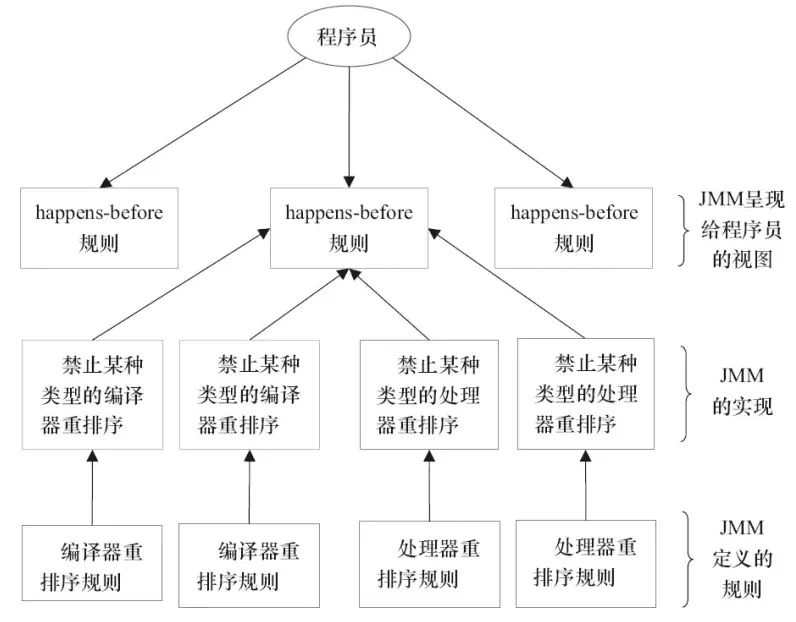 程序员
happens-before
规则
happens-before
规则
happens-before
规则
JMM呈现
给程序员
的视图
禁止某种
类型的编译
器重排序
禁止某种
类型的编译
器重排序
禁止某种
类型的处理
器重排序
禁止某种
类型的处理
器重排序
JMM
的实现
编译器重
排序规则
编译器重
排序规则
处理器重
排序规则
处理器重
排序规则
JMM
定义的
规则